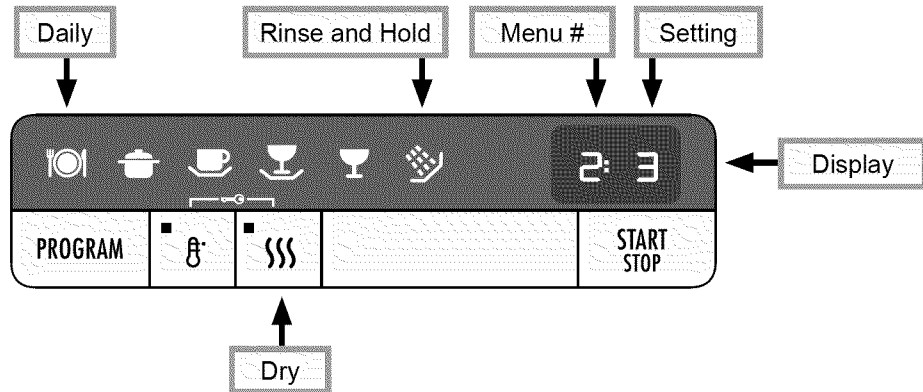 Daily
Rinse and Hold
Menu #
Setting
2: 3
Display
PROGRAM
START
STOP
Dry